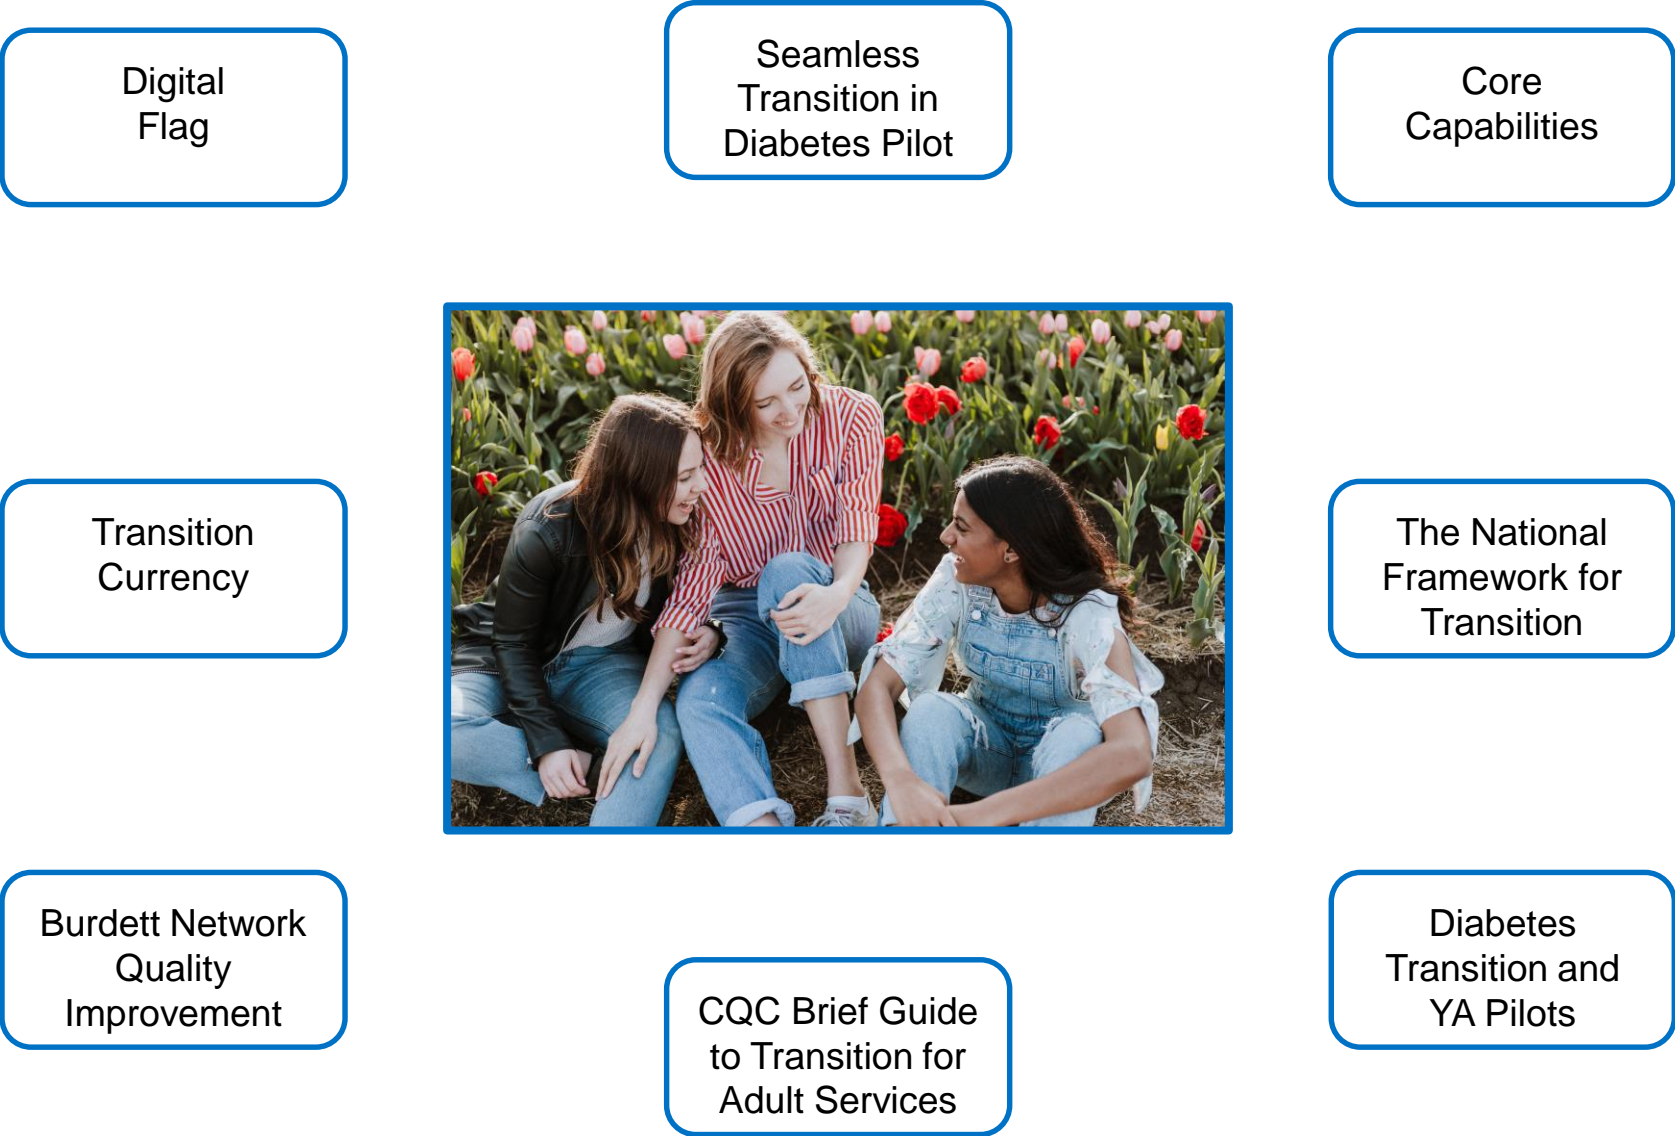 Digital
Flag
Seamless
Transition in
Diabetes Pilot
Core
Capabilities
Transition
Currency
The National
Framework for
Transition
Burdett Network
Quality
Improvement
CQC Brief Guide
to Transition for
Adult Services
Diabetes
Transition and
YA Pilots